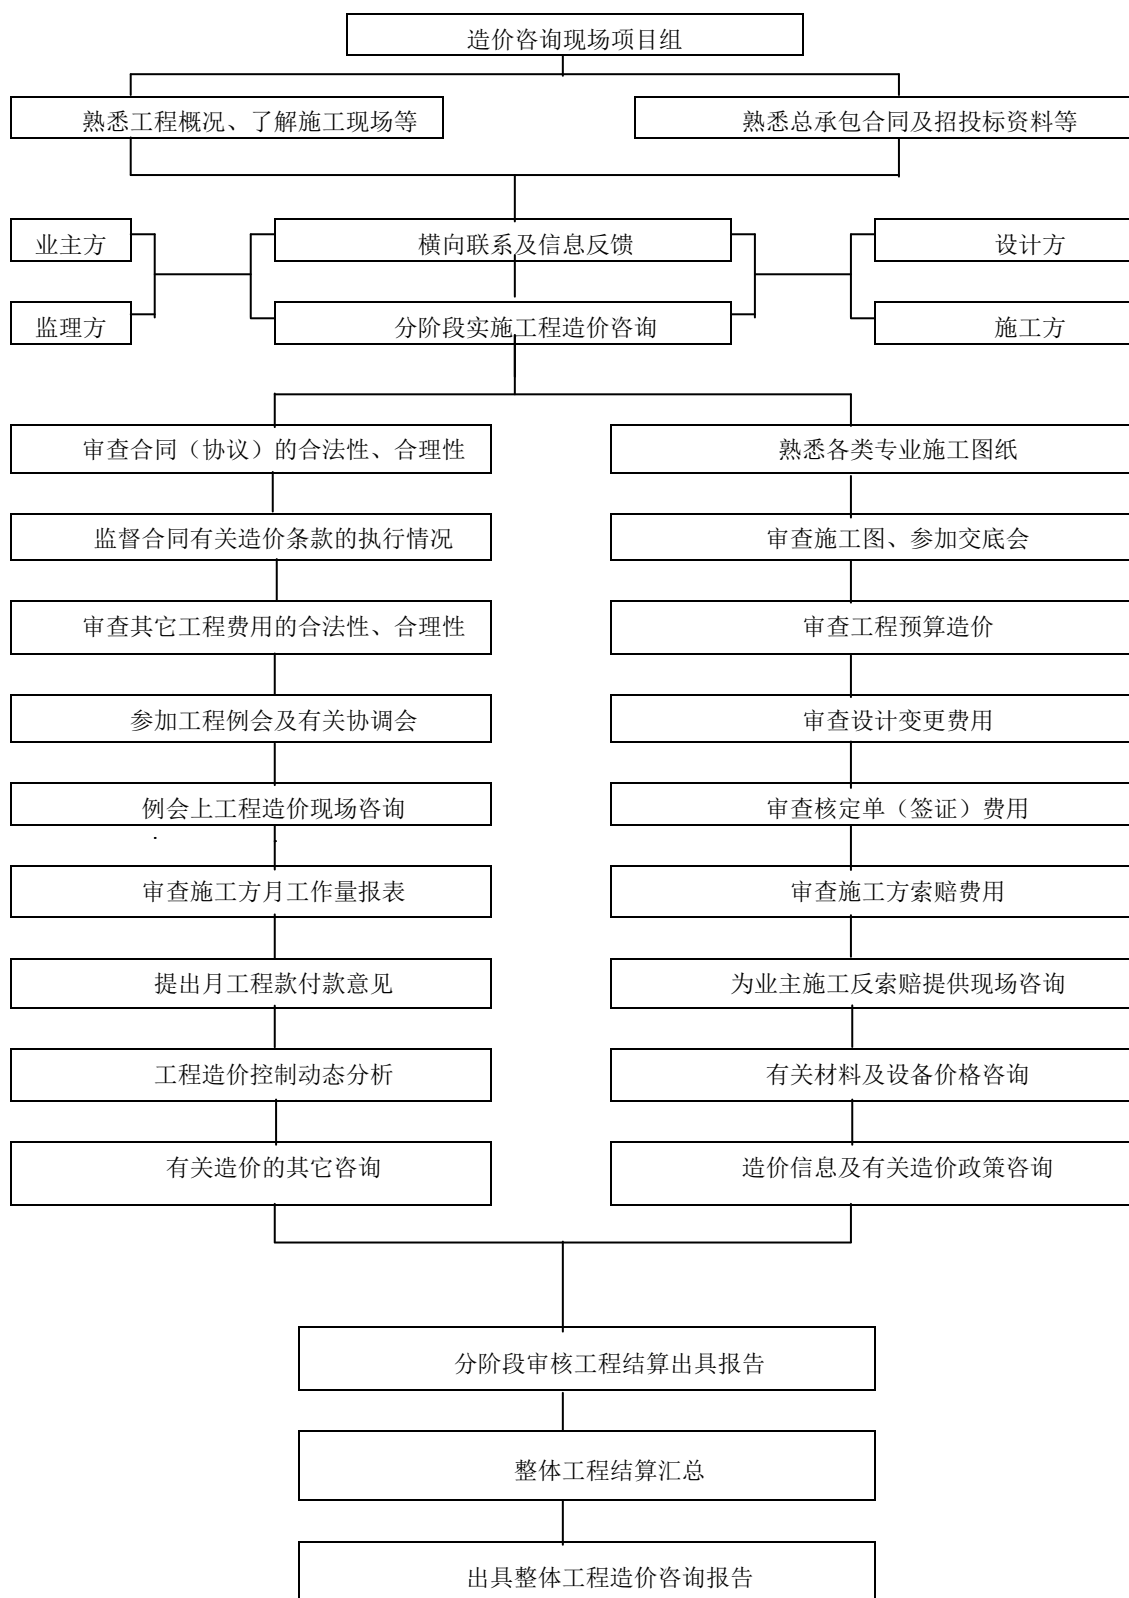 造价咨询现场项目组
熟悉工程概况、了解施工现场等
熟悉总承包合同及招投标资料等
业主方
横向联系及信息反馈
设计方
监理方
分阶段实施工程造价咨询
施工方
审查合同（协议）的合法性、合理性
熟悉各类专业施工图纸
监督合同有关造价条款的执行情况
审查施工图、参加交底会
审查其它工程费用的合法性、合理性
审查工程预算造价
参加工程例会及有关协调会
审查设计变更费用
例会上工程造价现场咨询
审查核定单（签证）费用
审查施工方月工作量报表
审查施工方索赔费用
提出月工程款付款意见
为业主施工反索赔提供现场咨询
工程造价控制动态分析
有关材料及设备价格咨询
有关造价的其它咨询
造价信息及有关造价政策咨询
分阶段审核工程结算出具报告
整体工程结算汇总
出具整体工程造价咨询报告